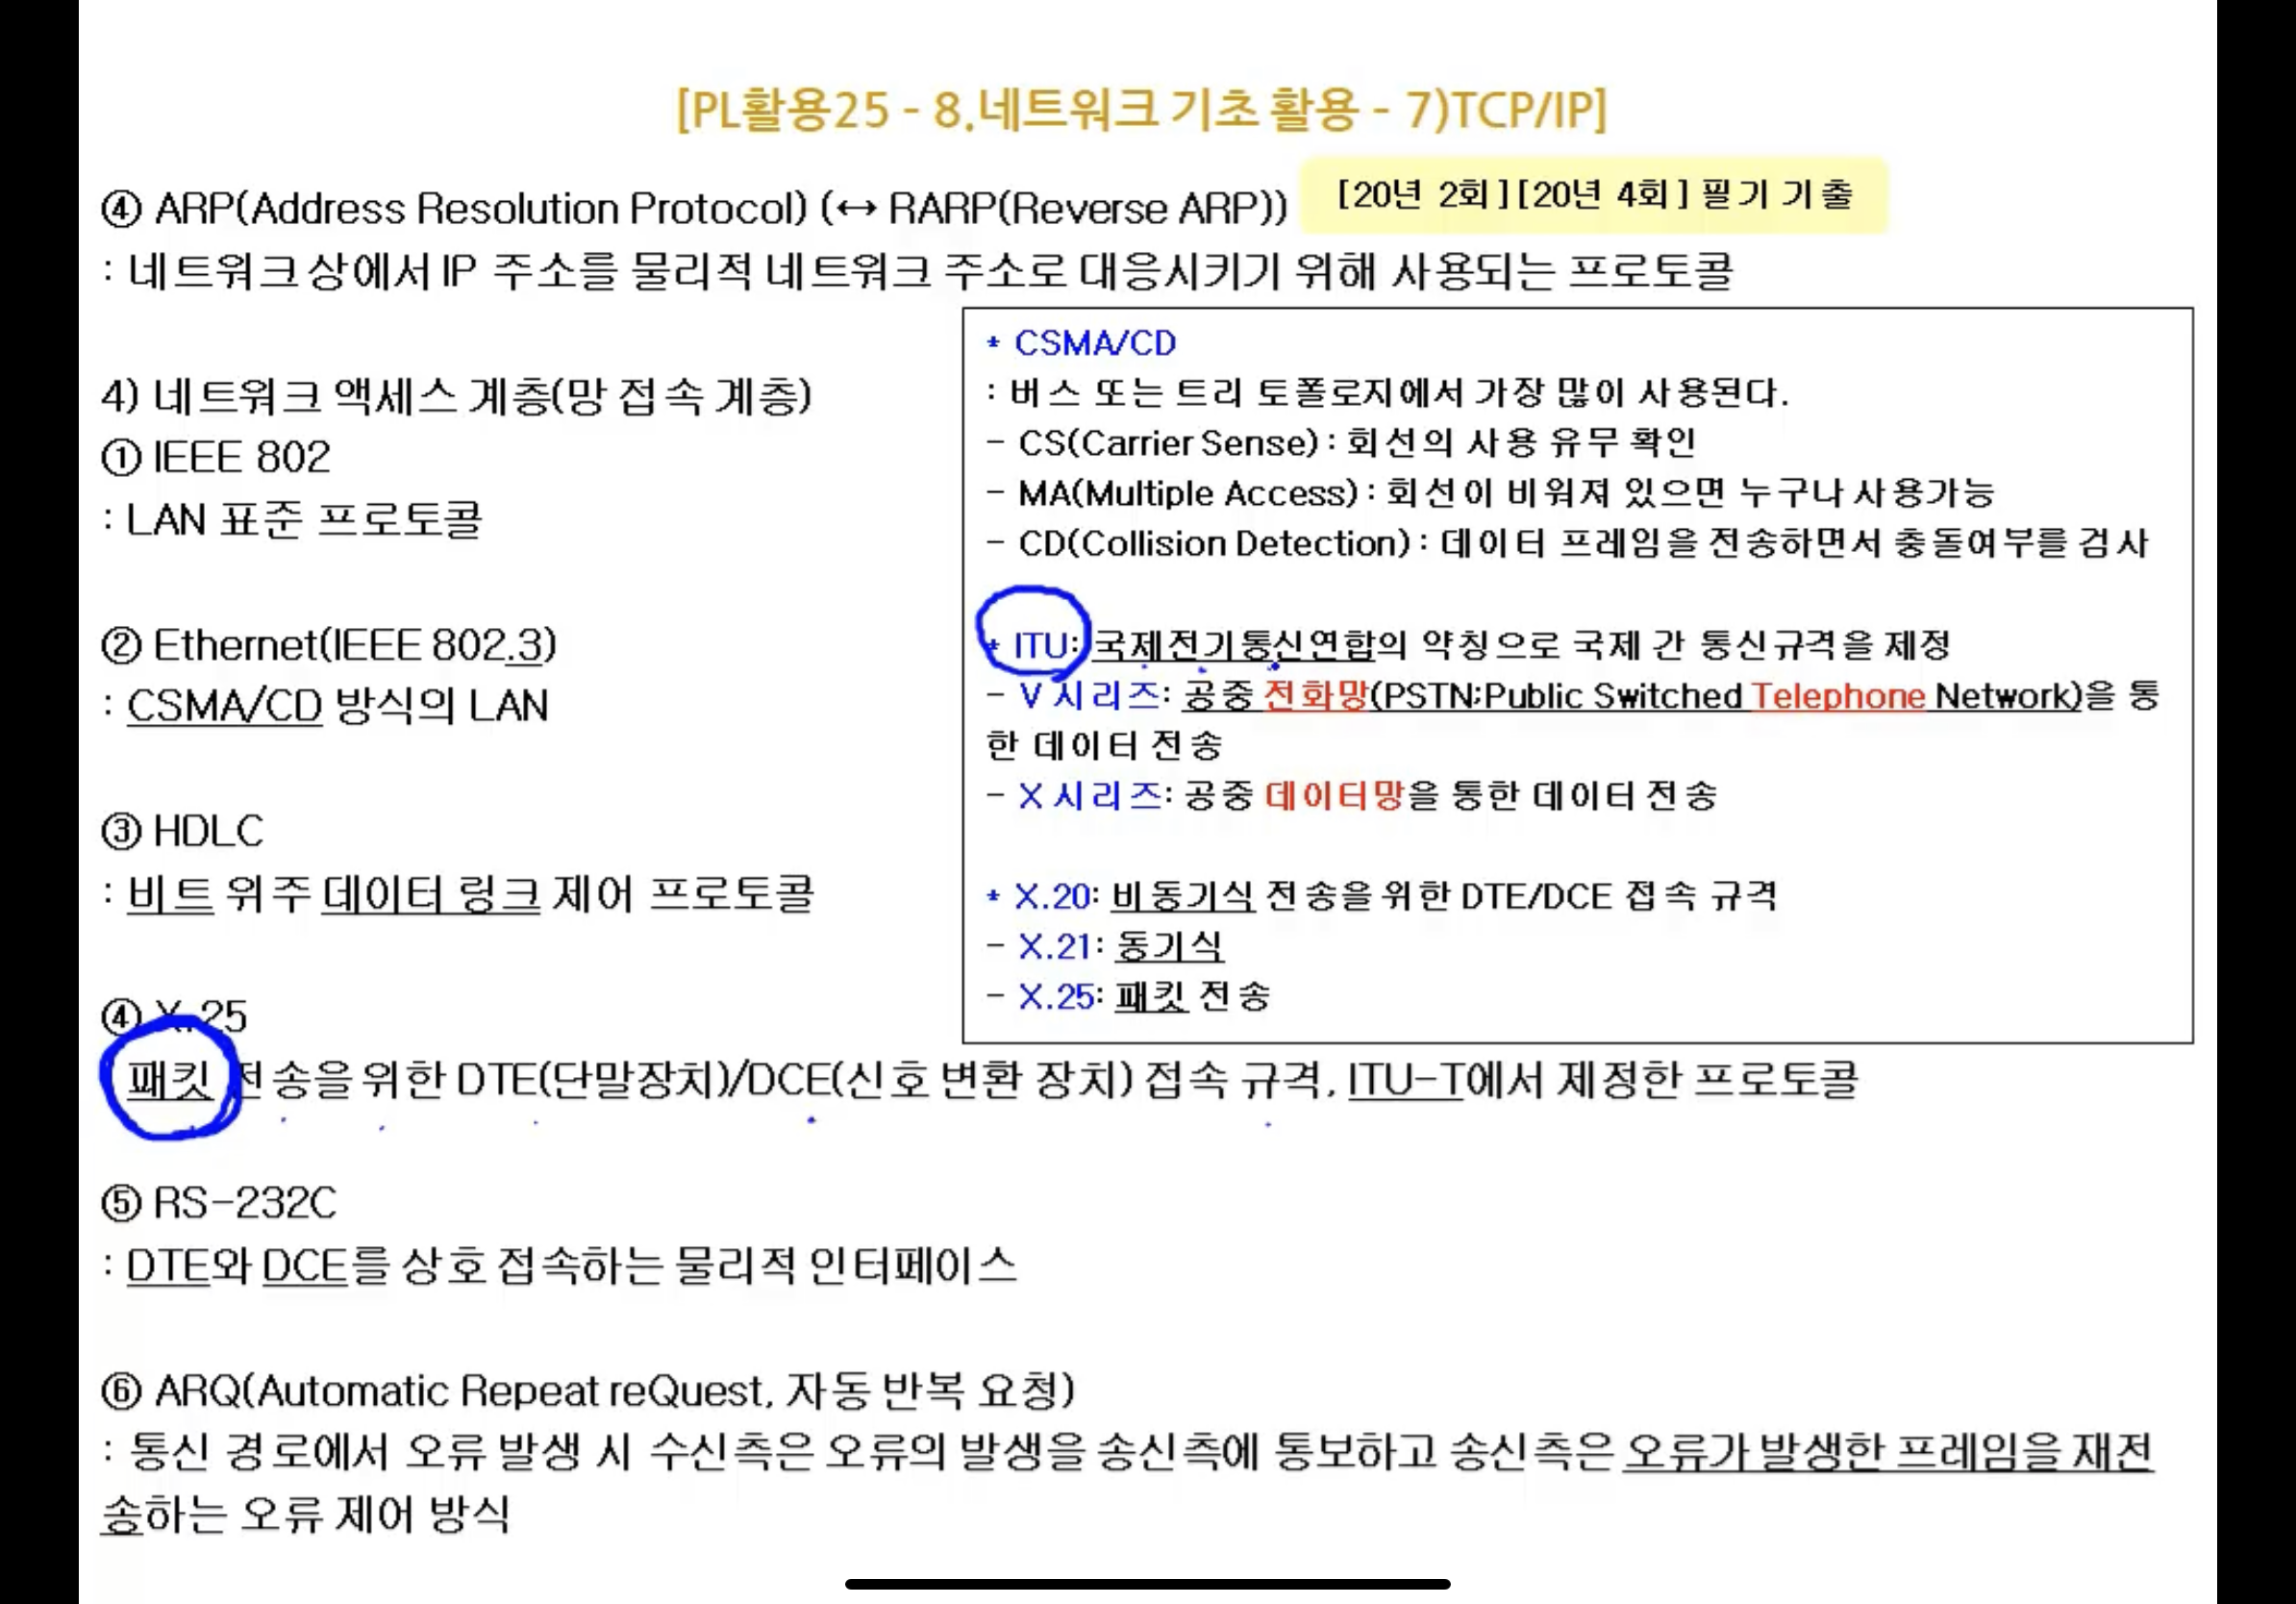 [PL활용25 - 8.네트워크 기초 활용 - 7)TCP/IP]
④ ARP(Address Resolution Protocol) (↔ RARP(Reverse ARP))
[20년 2회][20년 4회] 필기 기출
: 네트워크상에서 IP 주소를 물리적 네트워크 주소로 대응시키기 위해 사용되는 프로토콜
4) 네트워크 액세스 계층(망 접속 계층)
① IEEE 802
: LAN 표준 프로토콜
② Ethernet(IEEE 802.3)
: CSMA/CD 방식의 LAN
③ HDLC
: 비트 위주 데이터 링크 제어 프로토콜
* CSMA/CD
: 버스 또는 트리 토폴로지에서 가장 많이 사용된다.
- CS(Carrier Sense) : 회선의 사용 유무 확인
- MA(Multiple Access) : 회선이 비워져 있으면 누구나 사용가능
- CD(Collision Detection) : 데이터 프레임을 전송하면서 충돌여부를 검사
* ITU: 국제전기통신연합의 약칭으로 국제 간 통신규격을 제정
- V 시리즈: 공중 전화망(PSTN;Public Switched Telephone Network)을 통
한 데이터 전송
- X 시리즈: 공중 데이터망을 통한 데이터 전송
* X.20: 비동기식 전송을 위한 DTE/DCE 접속 규격
- X.21: 동기식
- X.25: 패킷 전송
④ X.25
패킷 전송을 위한 DTE(단말장치)/DCE(신호 변환 장치) 접속 규격, ITU-T에서 제정한 프로토콜
⑤ RS-232C
: DTE와 DCE를 상호 접속하는 물리적 인터페이스
⑥ ARQ(Automatic Repeat reQuest, 자동 반복 요청)
: 통신 경로에서 오류 발생 시 수신측은 오류의 발생을 송신측에 통보하고 송신측은 오류가 발생한 프레임을 재전
송하는 오류 제어 방식